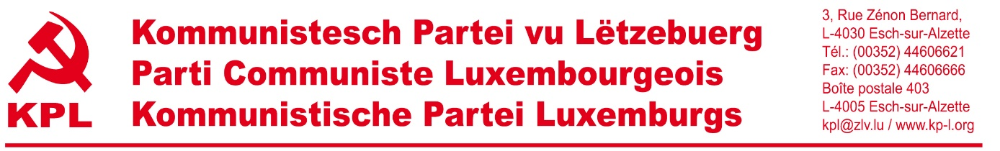 KPL
Kommunistesch Partei vu Lëtzebuerg
Parti Communiste Luxembourgeois
Kommunistische Partei Luxemburgs
3, Rue Zénon Bernard,
L-4030 Esch-sur-Alzette
Tél.: (00352) 44606621
Fax: (00352) 44606666
Boîte postale 403
L-4005 Esch-sur-Alzette
kpl@zlv.lu / www.kp-l.org